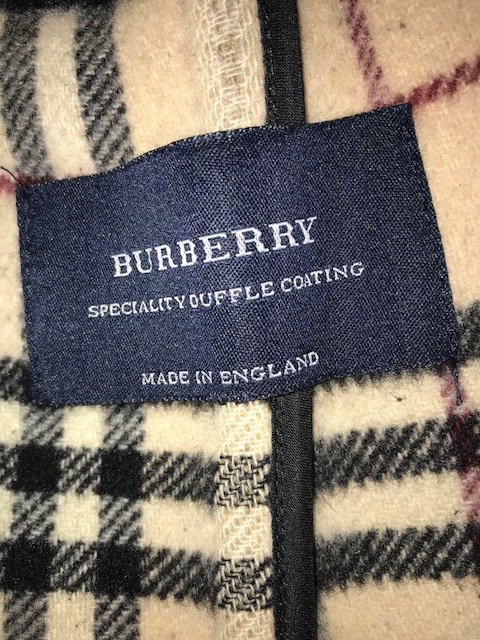 BURBERRY
SPECIALITY DUFFLE COATING
MADE IN ENGLAND